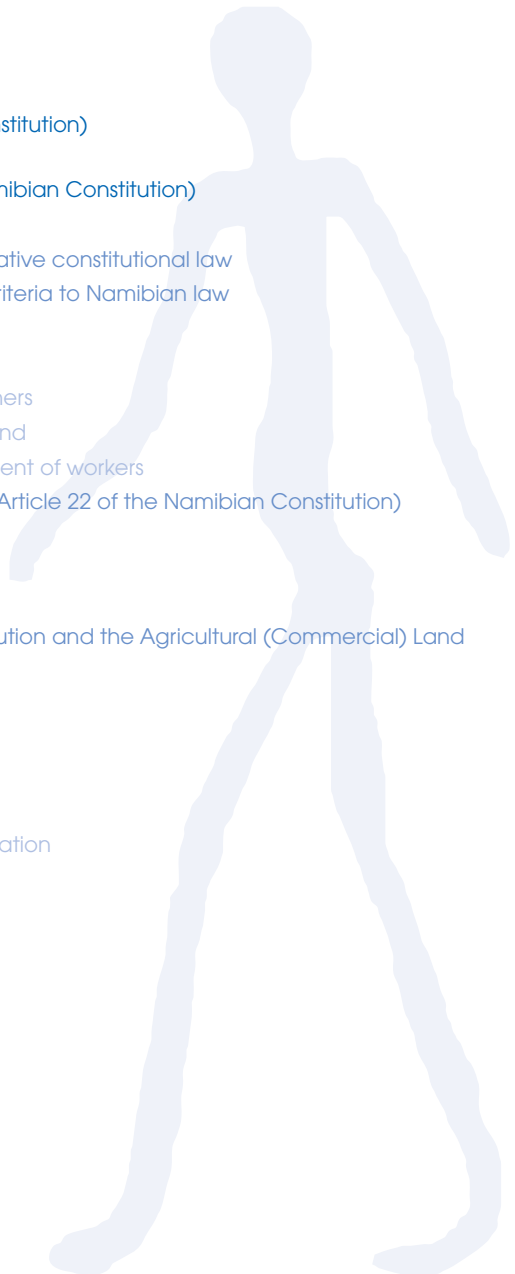 stitution)
nibian Constitution)
ative constitutional law
riteria to Namibian law
ners
nd
ent of workers
Article 22 of the Namibian Constitution)
ution and the Agricultural (Commercial) Land
ation